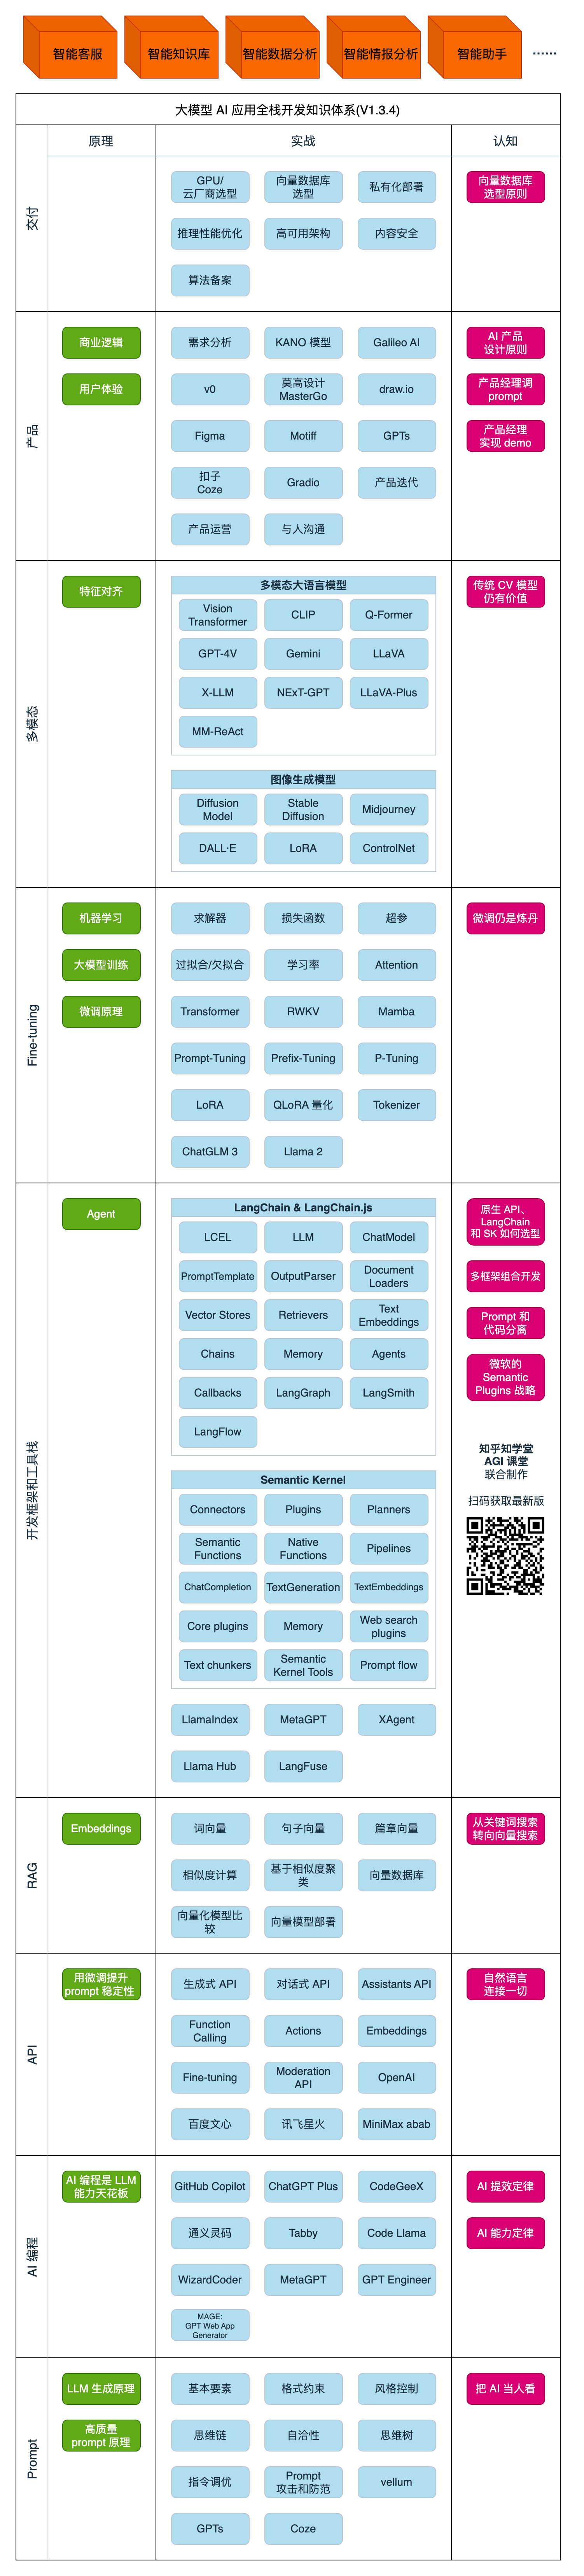 智能客服
智能知识库
智能数据分析
智能情报分析
智能助手
……
大模型 AI 应用全栈开发知识体系(V1.3.4)
原理
实战
认知
交付
GPU/
云厂商选型
向量数据库
选型
私有化部署
向量数据库
选型原则
推理性能优化
高可用架构
内容安全
算法备案
产品
商业逻辑
需求分析
KANO 模型
Galileo AI
AI 产品
设计原则
用户体验
v0
莫高设计
MasterGo
draw.io
产品经理调
prompt
Figma
Motiff
GPTs
产品经理
实现 demo
扣子
Coze
Gradio
产品迭代
产品运营
与人沟通
多模态
特征对齐
多模态大语言模型
传统 CV 模型
仍有价值
Vision
Transformer
CLIP
Q-Former
GPT-4V
Gemini
LLaVA
X-LLM
NExT-GPT
LLaVA-Plus
MM-ReAct
图像生成模型
Diffusion
Model
Stable
Diffusion
Midjourney
DALL·E
LoRA
ControlNet
Fine-tuning
机器学习
求解器
损失函数
超参
微调仍是炼丹
大模型训练
过拟合/欠拟合
学习率
Attention
微调原理
Transformer
RWKV
Mamba
Prompt-Tuning
Prefix-Tuning
P-Tuning
LoRA
QLoRA 量化
Tokenizer
ChatGLM 3
Llama 2
开发框架和工具栈
Agent
LangChain & LangChain.js
LCEL
LLM
ChatModel
PromptTemplate
OutputParser
Document
Loaders
Vector Stores
Retrievers
Text
Embeddings
Chains
Memory
Agents
Callbacks
LangGraph
LangSmith
LangFlow
原生 API、
LangChain
和 SK 如何选型
多框架组合开发
Prompt 和
代码分离
微软的
Semantic
Plugins 战略
知乎知学堂
AGI 课堂
联合制作
扫码获取最新版
Semantic Kernel
Connectors
Plugins
Planners
Semantic
Functions
Native
Functions
Pipelines
ChatCompletion
TextGeneration
TextEmbeddings
Core plugins
Memory
Web search
plugins
Text chunkers
Semantic
Kernel Tools
Prompt flow
LlamaIndex
MetaGPT
XAgent
Llama Hub
LangFuse
RAG
Embeddings
词向量
句子向量
篇章向量
从关键词搜索
转向向量搜索
相似度计算
基于相似度聚
类
向量数据库
向量化模型比
较
向量模型部署
API
用微调提升
prompt 稳定性
生成式 API
对话式 API
Assistants API
自然语言
连接一切
Function
Calling
Actions
Embeddings
Fine-tuning
Moderation
API
OpenAI
百度文心
讯飞星火
MiniMax abab
AI 编程
AI 编程是 LLM
能力天花板
GitHub Copilot
ChatGPT Plus
CodeGeeX
AI 提效定律
通义灵码
Tabby
Code Llama
AI 能力定律
WizardCoder
MetaGPT
GPT Engineer
MAGE:
GPT Web App
Generator
Prompt
LLM 生成原理
基本要素
格式约束
风格控制
把 AI 当人看
高质量
prompt 原理
思维链
自洽性
思维树
指令调优
Prompt
攻击和防范
vellum
GPTs
Coze